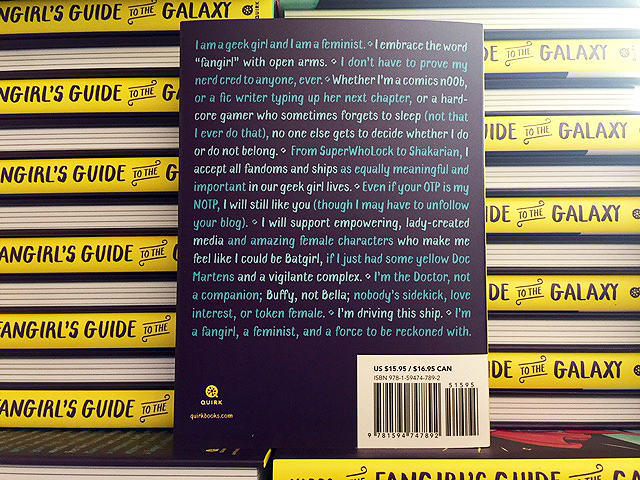 GIRL'S GUIDE TO THE GALAXY QUIRK
I am a geek girl and I am a feminist. ⋄ I embrace the word
“fangirl” with open arms. ⋄ I don't have to prove my
nerd cred to anyone, ever. ⋄ Whether I'm a comics n00b,
or a fic writer typing up her next chapter, or a hard-
core gamer who sometimes forgets to sleep (not that
I ever do that), no one else gets to decide whether I do
or do not belong. ⋄ From SuperWhoLock to Shakarian, I
accept all fandoms and ships as equally meaningful and
important in our geek girl lives. ⋄ Even if your OTP is my
NOTP, I will still like you (though I may have to unfollow
your blog). ⋄ I will support empowering, lady-created
media and amazing female characters who make me
feel like I could be Batgirl, if I just had some yellow Doc
Martens and a vigilante complex. ⋄ I'm the Doctor, not
a companion; Buffy, not Bella; nobody's sidekick, love
interest, or token female. ⋄ I'm driving this ship. ⋄ I'm
a fangirl, a feminist, and a force to be reckoned with.
QUIRK
quirkbooks.com
US $15.95 / $16.95 CAN
ISBN 978-1-59474-789-2
51595
9 781594 747892
NGIRL'S GUIDE TO THE
ANGIRL'S GUIDE TO THE
NGIRL'S GUIDE TO THE
FANGIRL'S GUIDE TO THE
ANGIRL'S GUIDE TO THE
TO THE GALAXY
GUIDE TO THE GALAXY
DE TO THE GALAXY
DE TO THE GALAXY
IDE TO THE GALAXY
FANGIRL'S GUIDE TO THE GALAXY